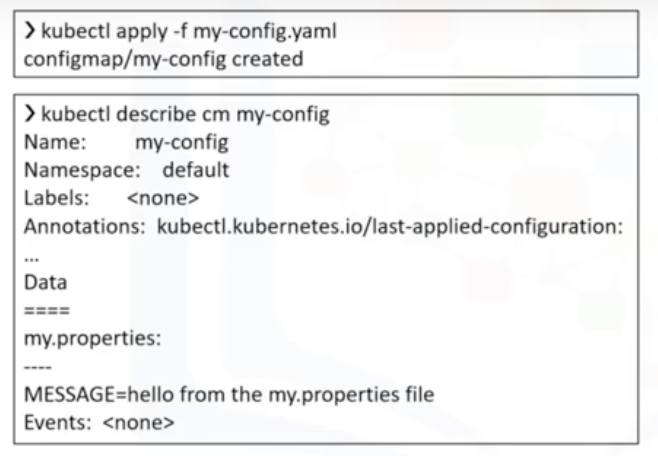 ❯ kubectl apply -f my-config.yaml
configmap/my-config created
❯ kubectl describe cm my-config
Name: my-config
Namespace: default
Labels: <none>
Annotations: kubectl.kubernetes.io/last-applied-configuration:
...
Data
====
my.properties:
----
MESSAGE=hello from the my.properties file
Events: <none>